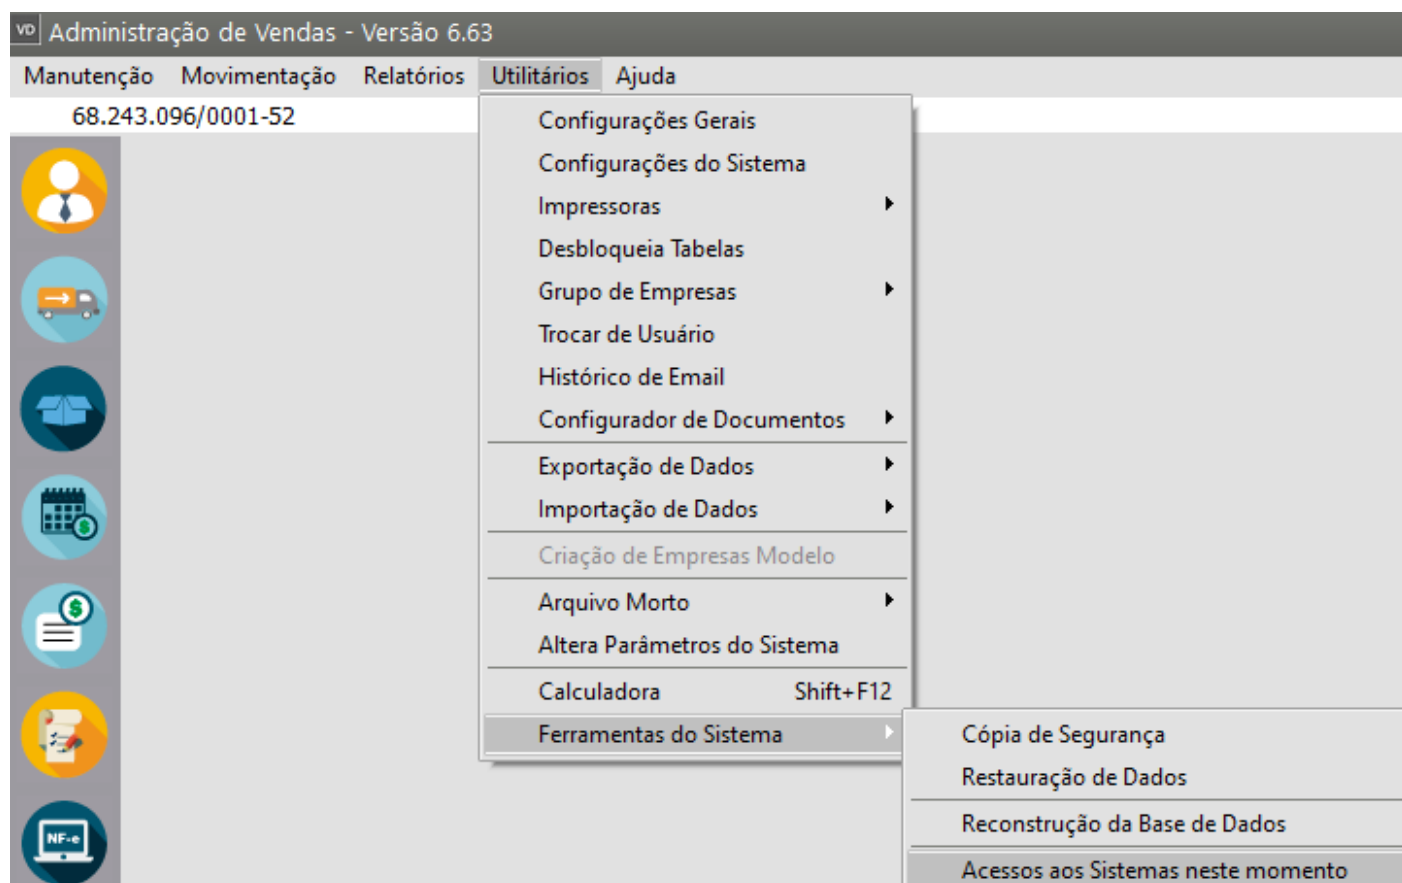 VD Administração de Vendas - Versão 6.63
Manutenção Movimentação Relatórios Utilitários Ajuda
68.243.096/0001-52
Configurações Gerais
Configurações do Sistema
Impressoras
Desbloqueia Tabelas
Grupo de Empresas
Trocar de Usuário
Histórico de Email
Configurador de Documentos
Exportação de Dados
Importação de Dados
Criação de Empresas Modelo
Arquivo Morto
Altera Parâmetros do Sistema
Calculadora Shift+F12
Ferramentas do Sistema
Cópia de Segurança
Restauração de Dados
Reconstrução da Base de Dados
Acessos aos Sistemas neste momento
$
$
NF-e